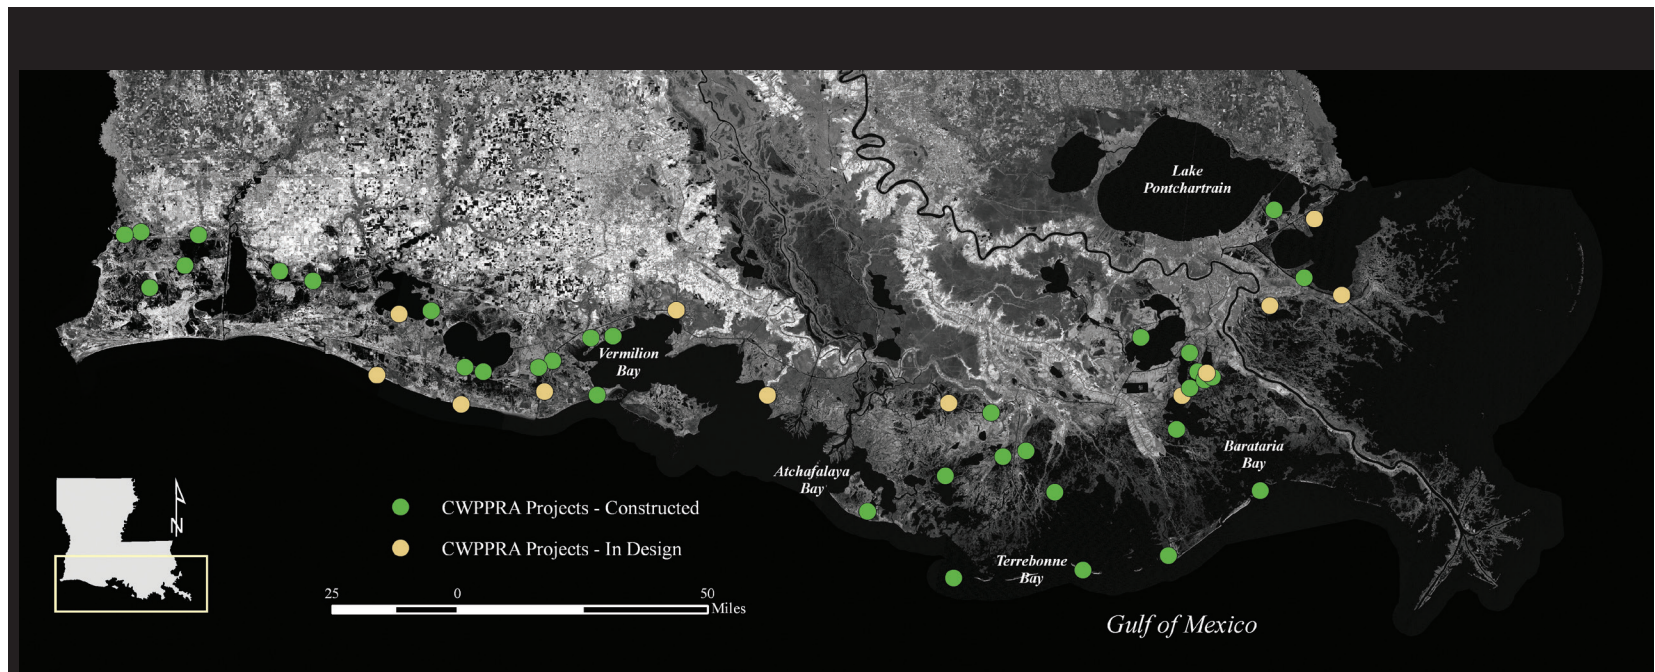 Lake
Pontchartrain
Vermilion
Bay
Barataria
Bay
Atchafalaya
Bay
N
CWPPRA Projects - Constructed
CWPPRA Projects - In Design
Terrebonne
Bay
25 0 50
Miles
Gulf of Mexico